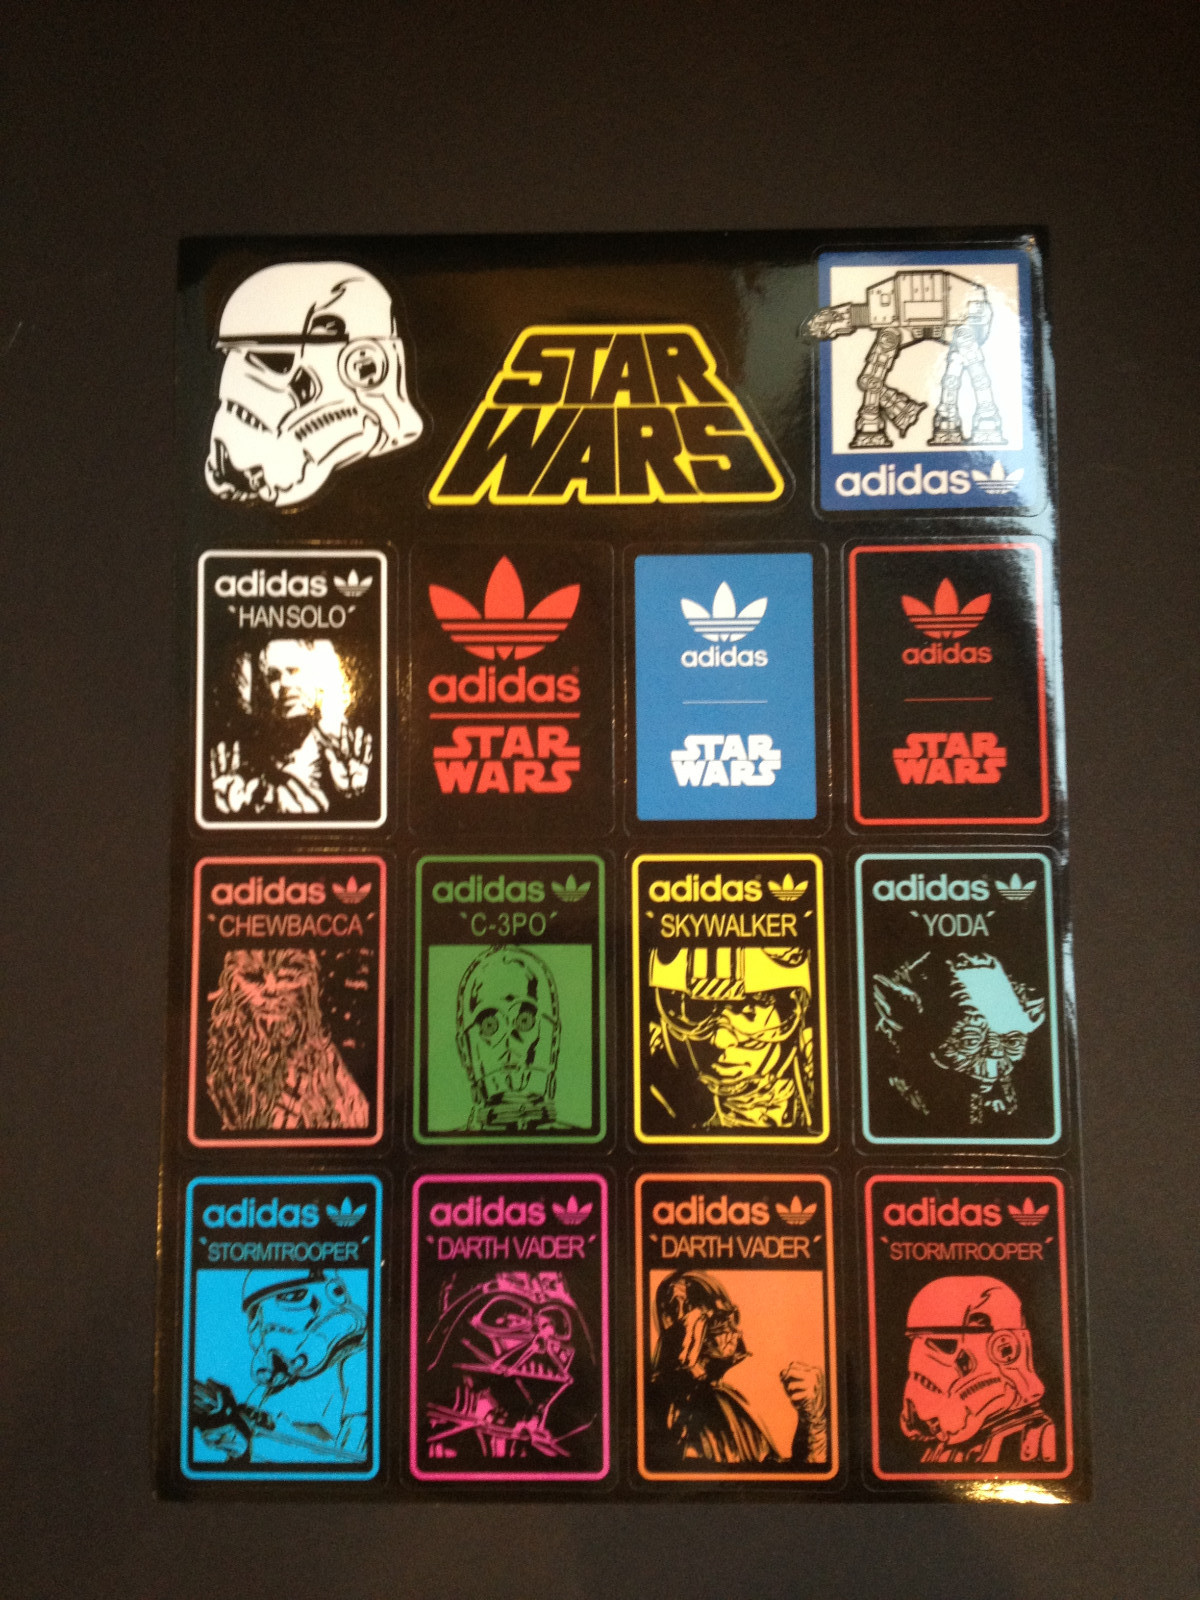 STAR
WARS
adidas
adidas
`HAN SOLO´
adidas
STAR
WARS
adidas
STAR
WARS
adidas
STAR
WARS
adidas
`CHEWBACCA´
adidas
`C-3PO´
adidas
`SKYWALKER´
adidas
`YODA´
adidas
`STORMTROOPER´
adidas
`DARTH VADER´
adidas
`DARTH VADER´
adidas
`STORMTROOPER´